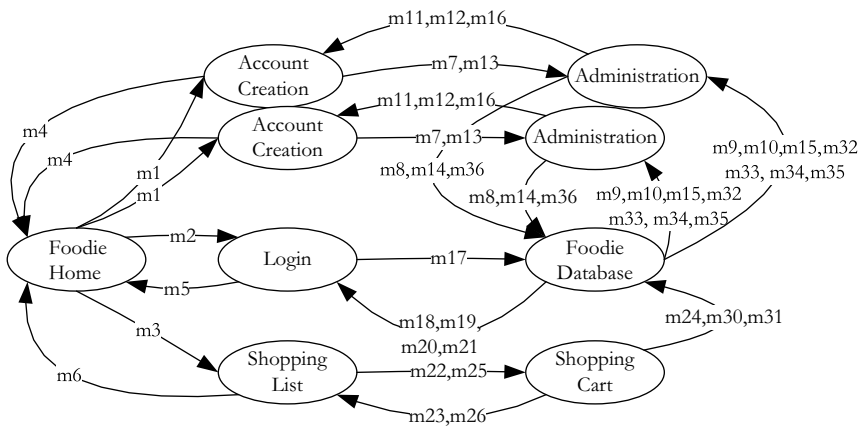 m11,m12,m16
Account
Creation
m7,m13
Administration
m11,m12,m16
Account
Creation
m7,m13
Administration
m4
m4
m1
m1
m8,m14,m36
m8,m14,m36
m9,m10,m15,m32
m33, m34,m35
m9,m10,m15,m32
m33, m34,m35
Foodie
Home
m2
Login
m17
Foodie
Database
m5
m18,m19,
m20,m21
m24,m30,m31
m3
m6
Shopping
List
m22,m25
Shopping
Cart
m23,m26